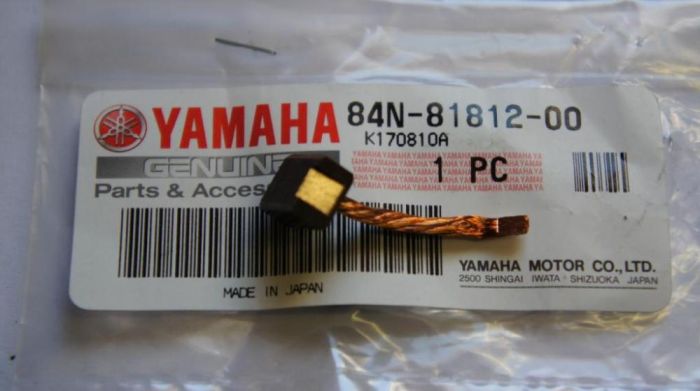 YAMAHA 84N-81812-00
K170810A
GENUINE
Parts & Acces
1 PC
MADE IN JAPAN
YAMAHA MOTOR CO.,LTD.
2500 SHINGAI IWATA SHIZUOKA JAPAN